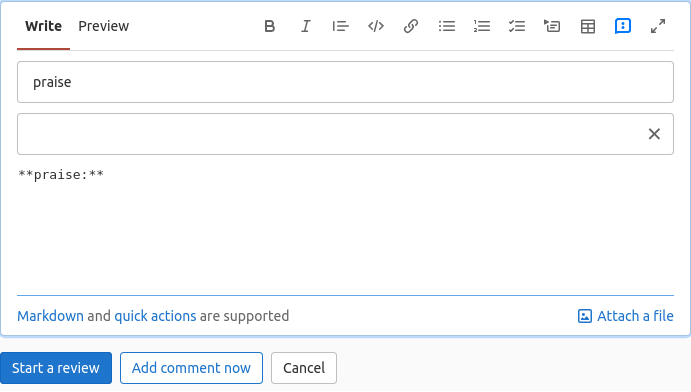 Write Preview
praise
**praise:**
Markdown and quick actions are supported Attach a file
Start a review Add comment now Cancel